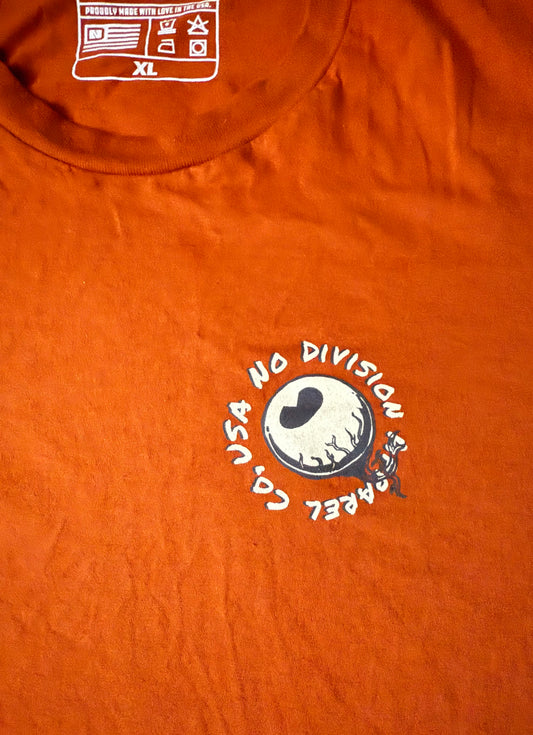 PROUDLY MADE WITH LOVE IN THE USA.
XL
NO DIVISION
CO. USA